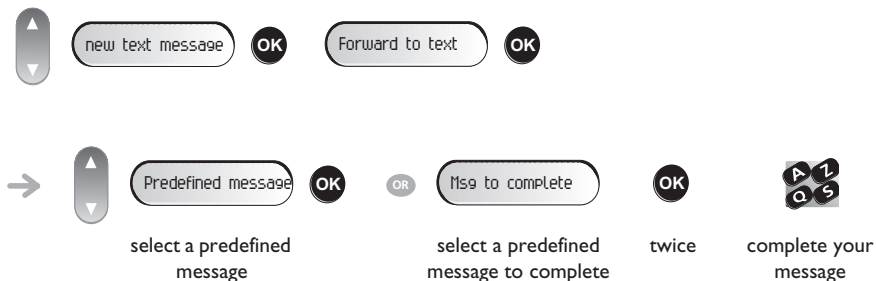 new text message OK Forward to text OK
Predefined message OK OR Msg to complete OK A Z Q S
select a predefined message
select a predefined message to complete
twice
complete your message